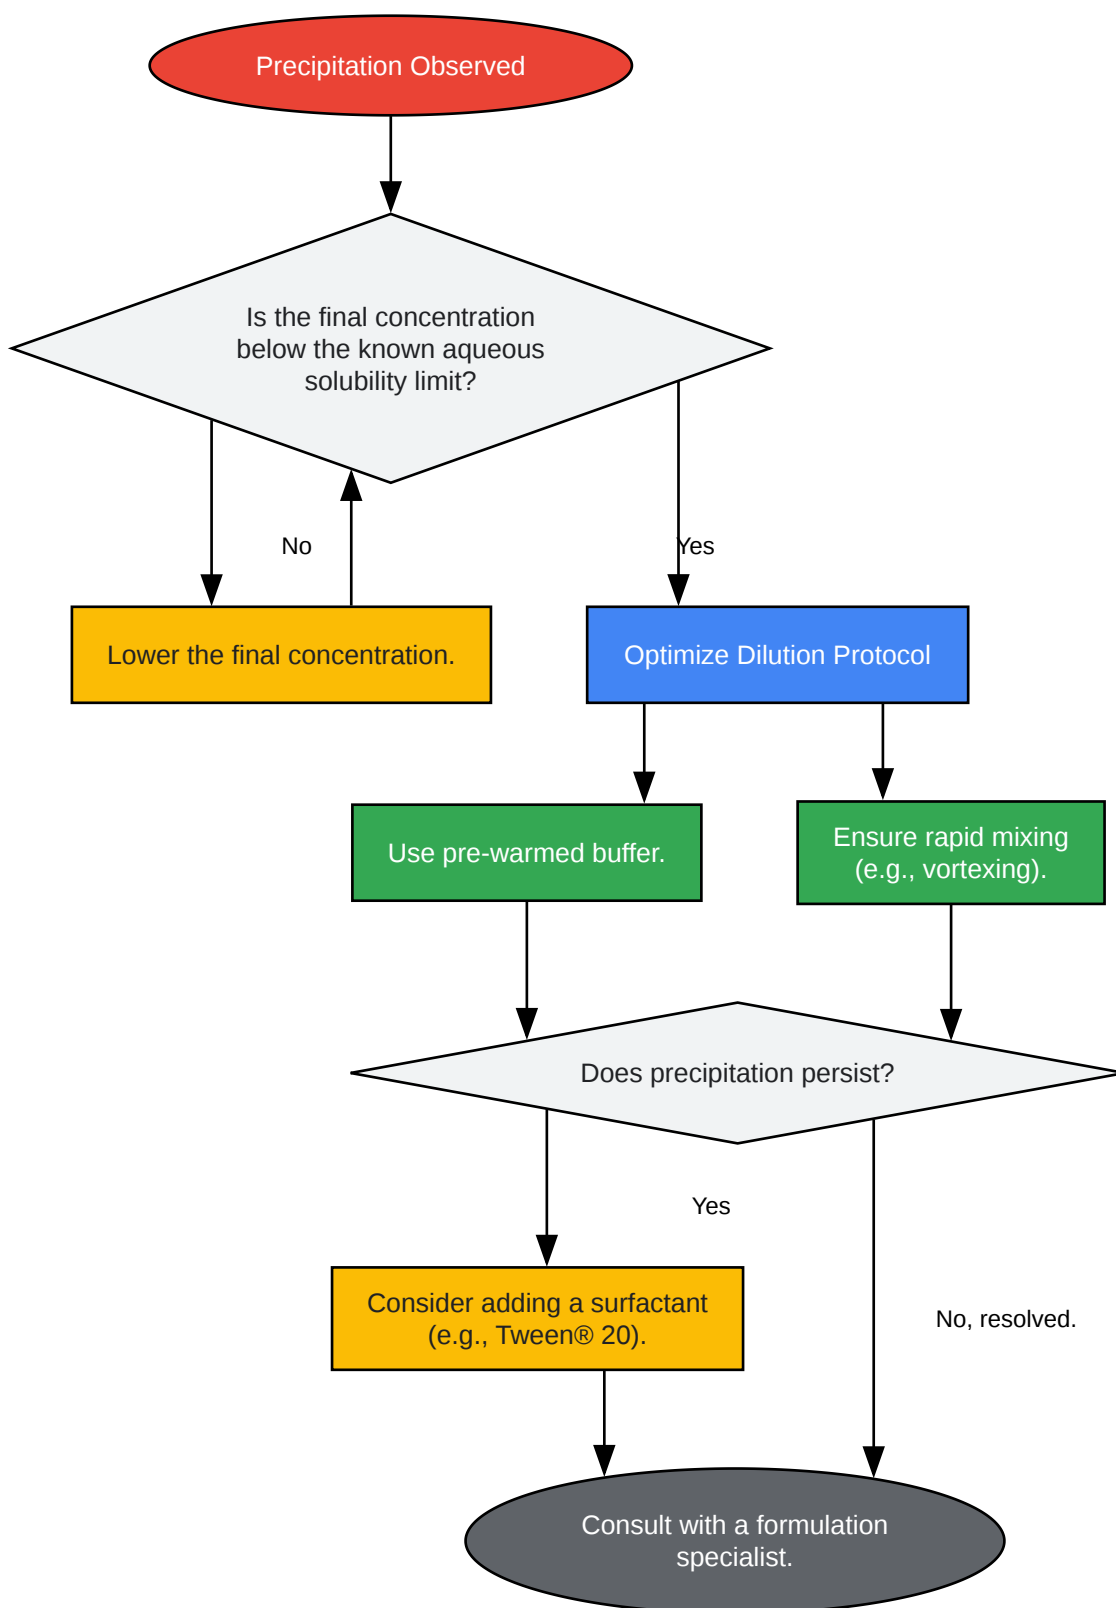 Precipitation Observed
Is the final concentration
below the known aqueous
solubility limit?
No
Yes
Lower the final concentration.
Optimize Dilution Protocol
Use pre-warmed buffer.
Ensure rapid mixing
(e.g., vortexing).
Does precipitation persist?
Yes
Consider adding a surfactant
(e.g., Tween® 20).
No, resolved.
Consult with a formulation
specialist.